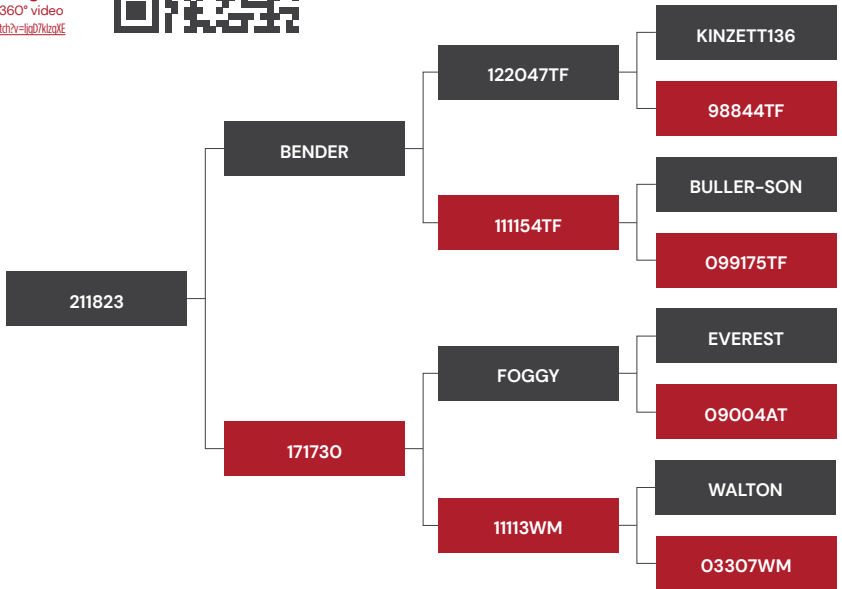 360° video
KINZETT136
122047TF
98844TF
BENDER
BULLER-SON
111154TF
099175TF
211823
EVEREST
FOGGY
09004AT
171730
WALTON
11113WM
03307WM